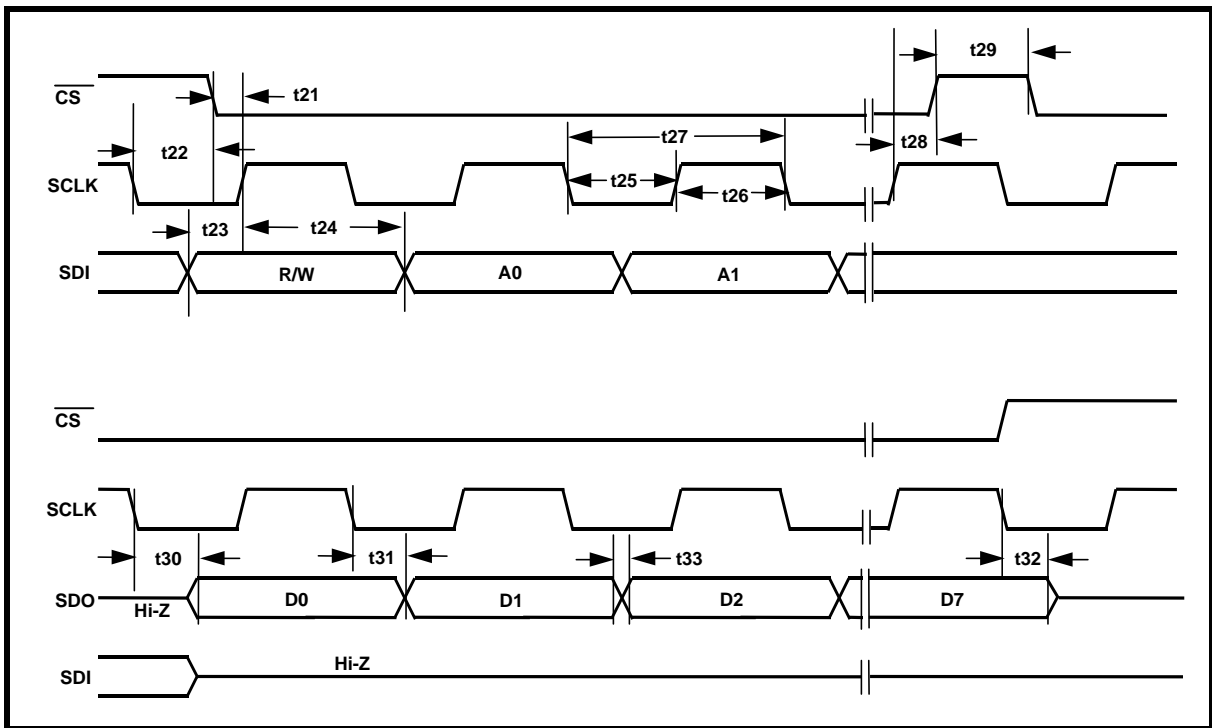 t29
CS
t21
t27
t22
t28
SCLK
t25
t26
t23
t24
SDI
R/W
A0
A1
CS
SCLK
t30
t31
t33
t32
SDO
Hi-Z
D0
D1
D2
D7
Hi-Z
SDI